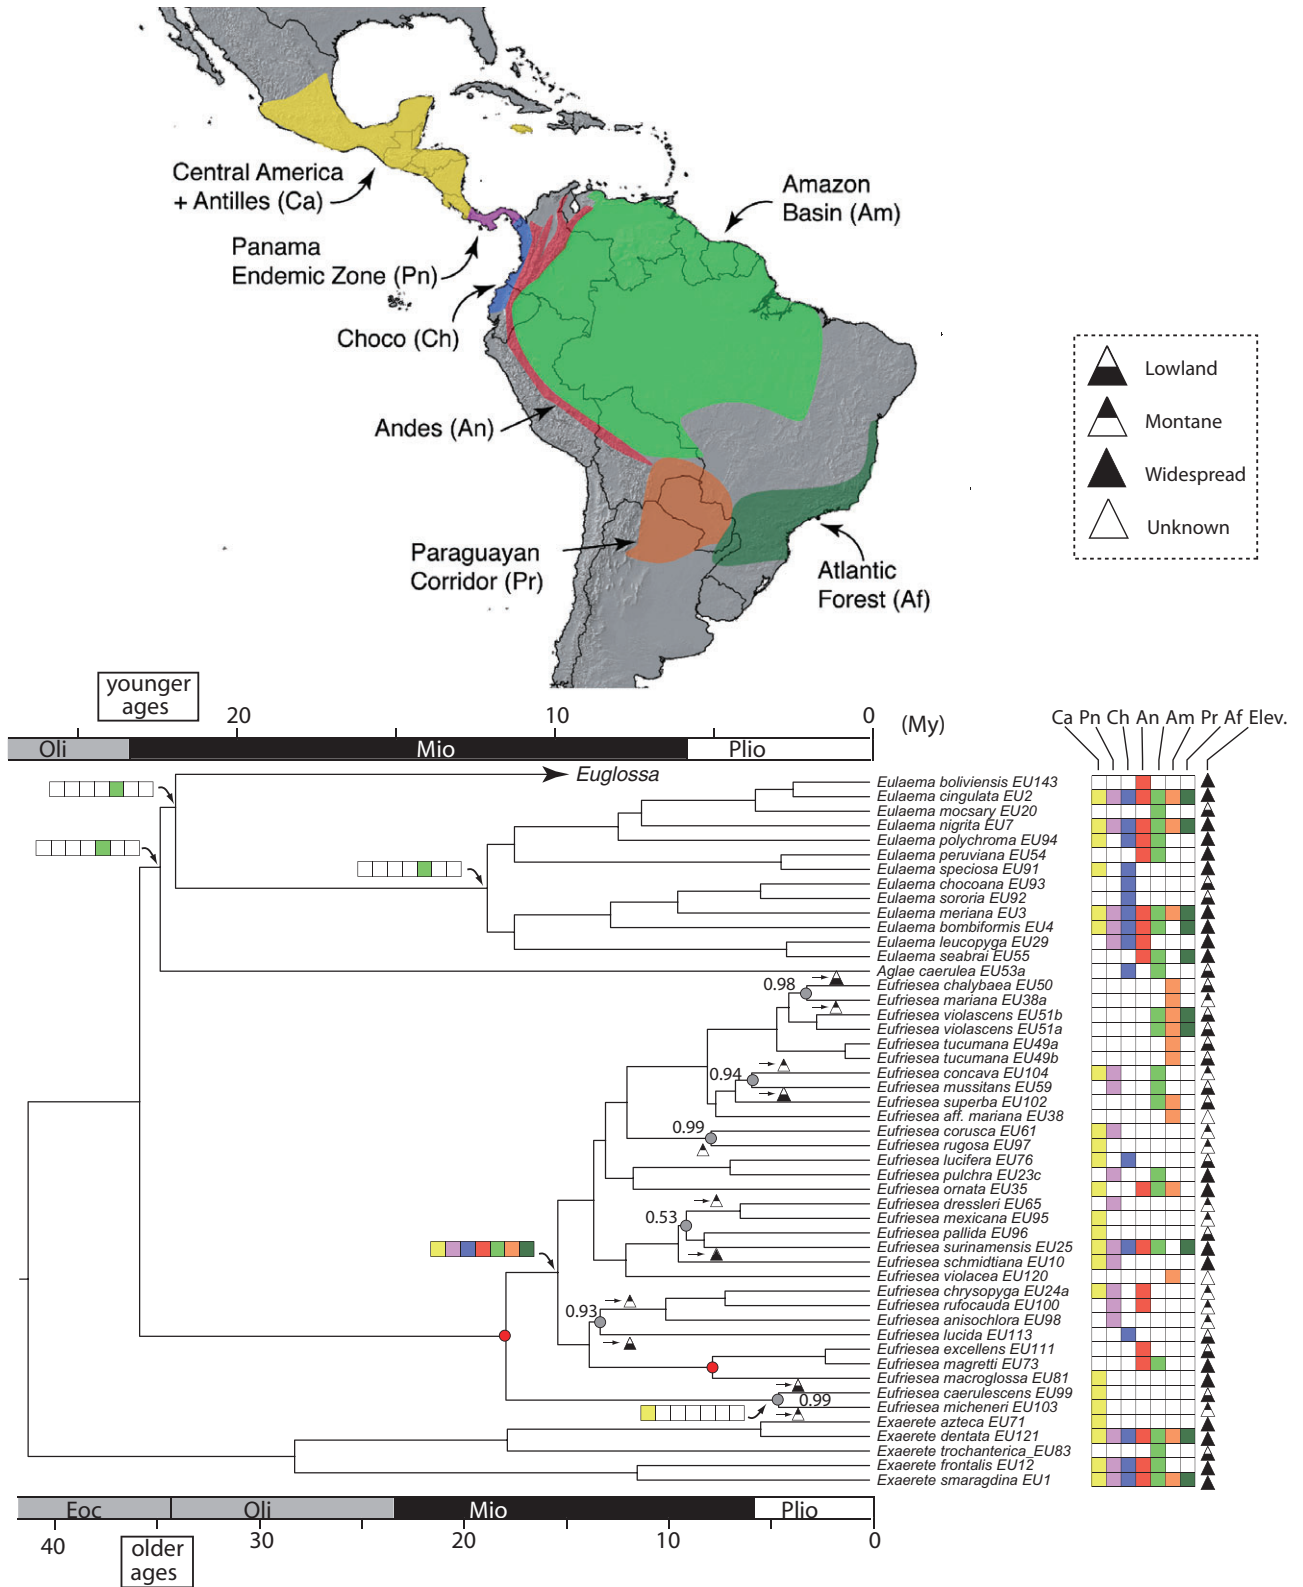 Central America
+ Antilles (Ca)
Panama
Endemic Zone (Pn)
Choco (Ch)
Andes (An)
Paraguayan
Corridor (Pr)
Amazon
Basin (Am)
Atlantic
Forest (Af)
Lowland
Montane
Widespread
Unknown
younger
ages
20
10
0
(My)
Oli
Mio
Plio
Ca Pn Ch An Am Pr Af Elev.
Euglossa
Eulaema boliviensis EU143
Eulaema cingulata EU2
Eulaema mocsary EU20
Eulaema nigrita EU7
Eulaema polychroma EU94
Eulaema peruviana EU54
Eulaema speciosa EU91
Eulaema chocoana EU93
Eulaema sororia EU92
Eulaema meriana EU3
Eulaema bombiformis EU4
Eulaema leucopyga EU29
Eulaema seabrai EU55
Aglae caerulea EU53a
Eufriesea chalybaea EU50
Eufriesea mariana EU38a
Eufriesea violascens EU51b
Eufriesea violascens EU51a
Eufriesea tucumana EU49a
Eufriesea tucumana EU49b
Eufriesea concava EU104
Eufriesea mussitans EU59
Eufriesea superba EU102
Eufriesea aff. mariana EU38
Eufriesea corusca EU61
Eufriesea rugosa EU97
Eufriesea lucifera EU76
Eufriesea pulchra EU23c
Eufriesea ornata EU35
Eufriesea dressleri EU65
Eufriesea mexicana EU95
Eufriesea pallida EU96
Eufriesea surinamensis EU25
Eufriesea schmidtiana EU10
Eufriesea violacea EU120
Eufriesea chrysopyga EU24a
Eufriesea rufocauda EU100
Eufriesea anisochlora EU98
Eufriesea lucida EU113
Eufriesea excellens EU111
Eufriesea magretti EU73
Eufriesea macroglossa EU81
Eufriesea caerulescens EU99
Eufriesea micheneri EU103
Exaerete azteca EU71
Exaerete dentata EU121
Exaerete trochanterica_EU83
Exaerete frontalis EU12
Exaerete smaragdina EU1
0.98
0.94
0.99
0.53
0.93
0.99
Eoc
Oli
Mio
Plio
40
30
20
10
0
older
ages